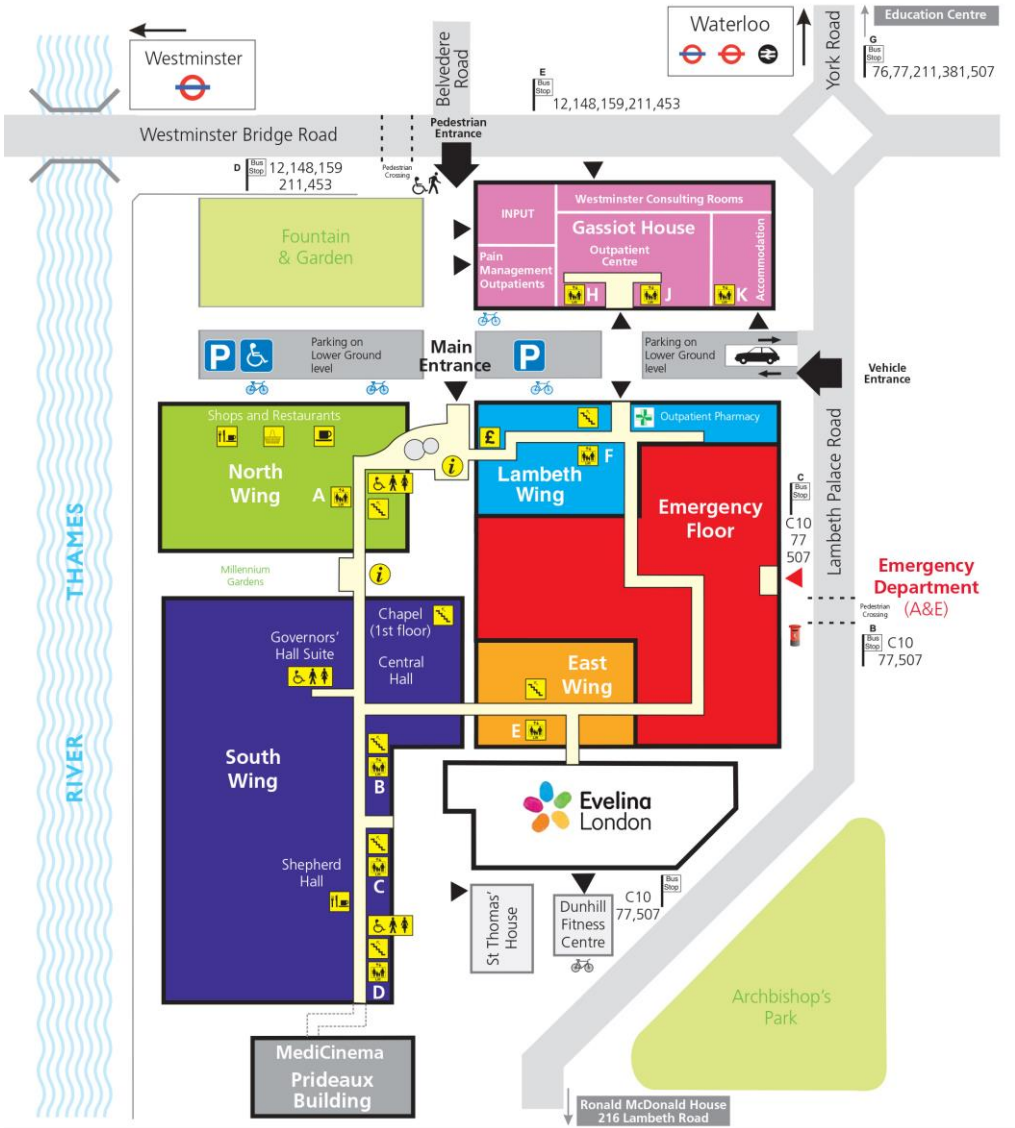 Westminster
Belvedere
Road
Waterloo
York Road
Education Centre
G
Bus
Stop
76,77,211,381,507
E
Bus
Stop
12,148,159,211,453
Westminster Bridge Road
Pedestrian
Entrance
Pedestrian
Crossing
D
Bus
Stop
12,148,159
211,453
Fountain
& Garden
INPUT
Westminster Consulting Rooms
Gassiot House
Outpatient
Centre
Pain
Management
Outpatients
H
J
K
Accommodation
P
Parking on
Lower Ground
level
Main
Entrance
P
Parking on
Lower Ground
level
Vehicle
Entrance
Shops and Restaurants
North
Wing
A
£
i
Lambeth
Wing
F
Outpatient Pharmacy
Emergency
Floor
C
Bus
Stop
C10
77
507
Lambeth Palace Road
Emergency
Department
(A&E)
Pedestrian
Crossing
B
Bus
Stop
C10
77,507
Millennium
Gardens
i
RIVER THAMES
Chapel
(1st floor)
Governors'
Hall Suite
Central
Hall
East
Wing
E
South
Wing
B
Evelina
London
Shepherd
Hall
C
D
St Thomas'
House
Dunhill
Fitness
Centre
Bus
Stop
C10
77,507
Archbishop's
Park
MediCinema
Prideaux
Building
Ronald McDonald House
216 Lambeth Road